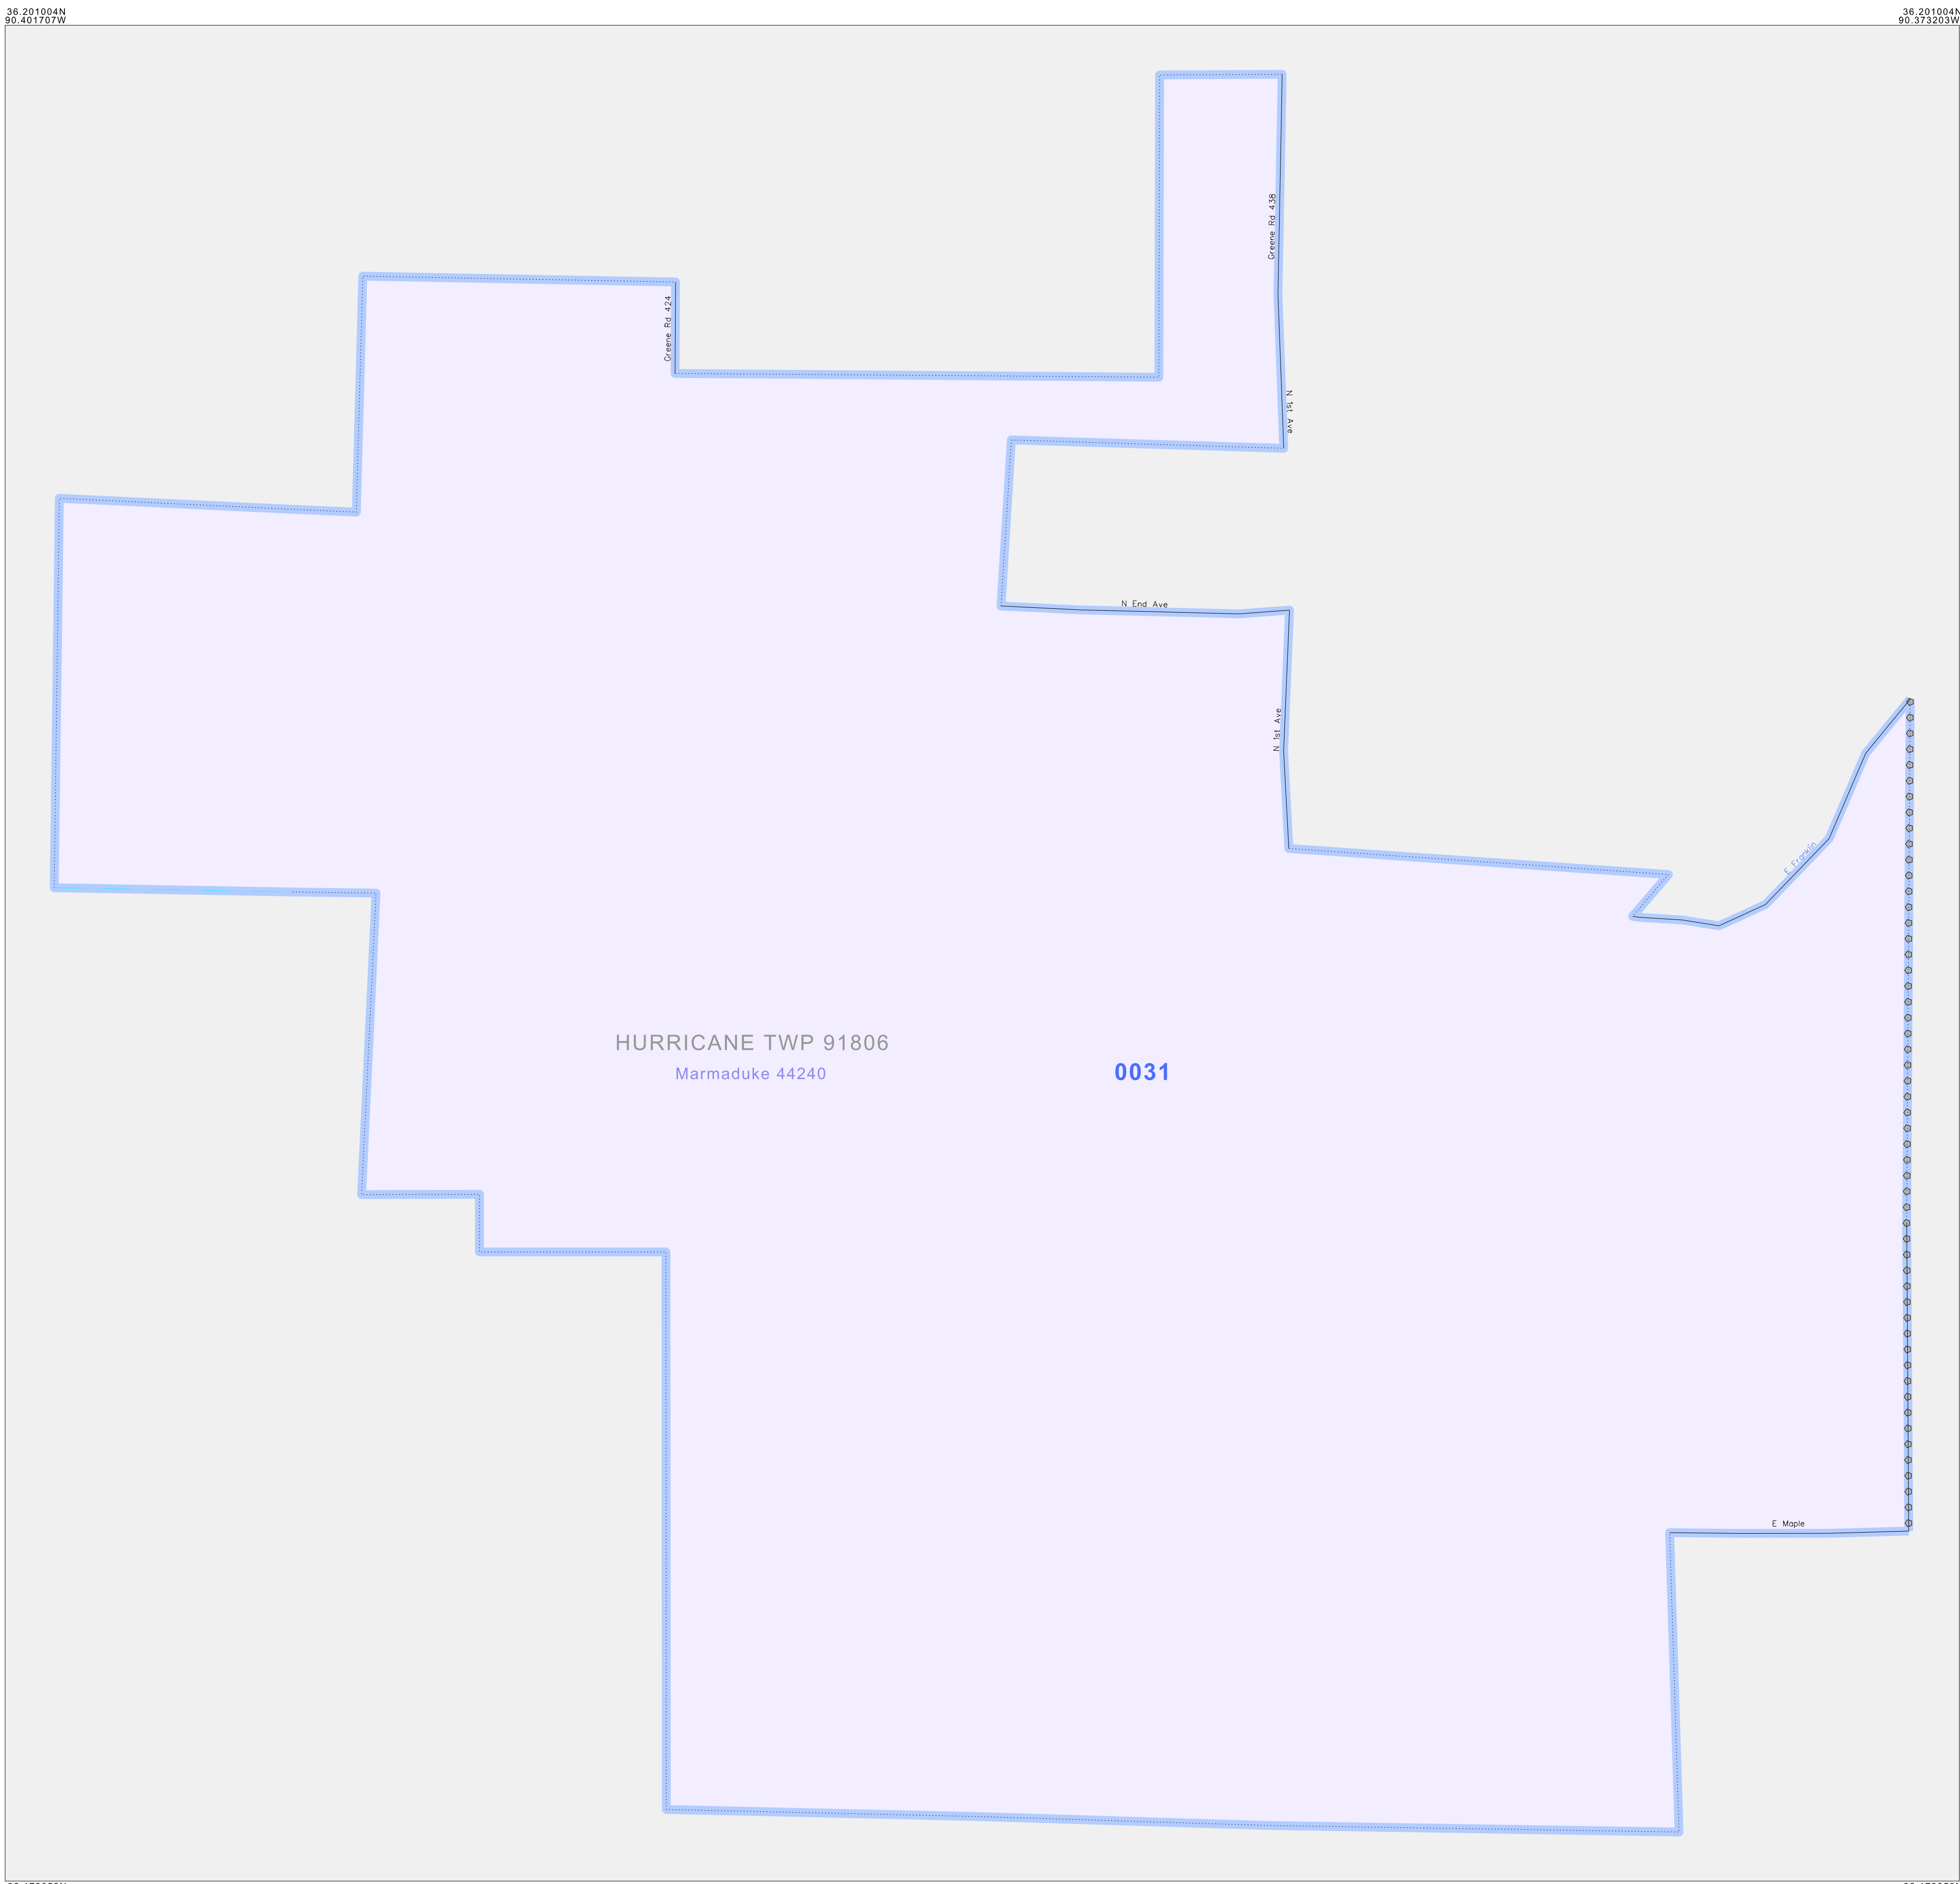 36.201004N
90.401707W
36.201004N
90.373203W
Greene Rd 438
Greene Rd 424
N 1st Ave
N End Ave
N 1st Ave
E Franklin
HURRICANE TWP 91806
Marmaduke 44240
0031
E Maple